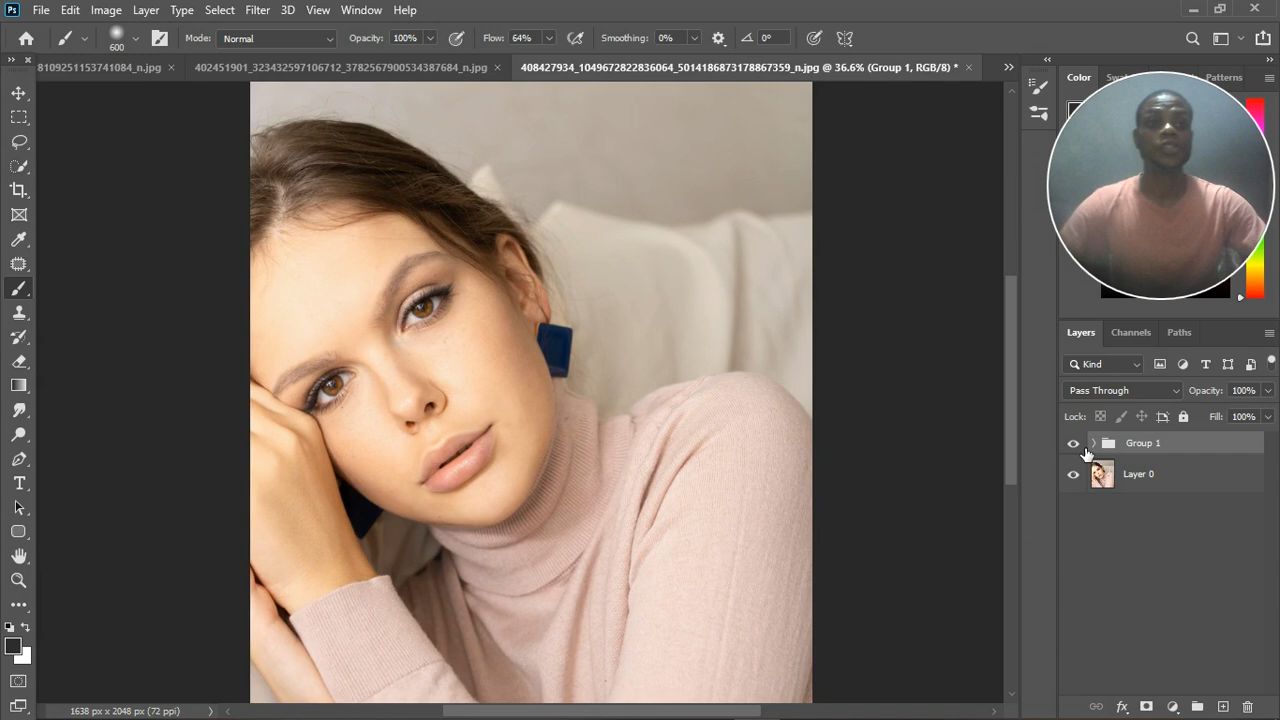 Ps File Edit Image Layer Type Select Filter 3D View Window Help
600 Mode: Normal Opacity: 100% Flow: 64% Smoothing: 0% 0°
8109251153741084_n.jpg × 402451901_323432597106712_3782567900534387684_n.jpg × 408427934_1049672822836064_5014186873178867359_n.jpg @ 36.6% (Group 1, RGB/8) * ×
Color Patterns
Layers Channels Paths
Kind
Pass Through Opacity: 100%
Lock: Fill: 100%
Group 1
Layer 0
1638 px x 2048 px (72 ppi)